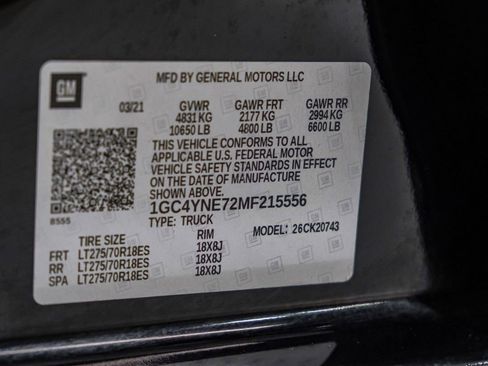 GM
MFD BY GENERAL MOTORS LLC
03/21 GVWR GAWR FRT GAWR RR
4831 KG 2177 KG 2994 KG
10650 LB 4800 LB 6600 LB
THIS VEHICLE CONFORMS TO ALL
APPLICABLE U.S. FEDERAL MOTOR
VEHICLE SAFETY STANDARDS IN EFFECT
ON THE DATE OF MANUFACTURE
SHOWN ABOVE.
8555
1GC4YNE72MF215556
TYPE: TRUCK
MODEL: 26CK20743
TIRE SIZE RIM
FRT LT275/70R18ES 18X8J
RR LT275/70R18ES 18X8J
SPA LT275/70R18ES 18X8J